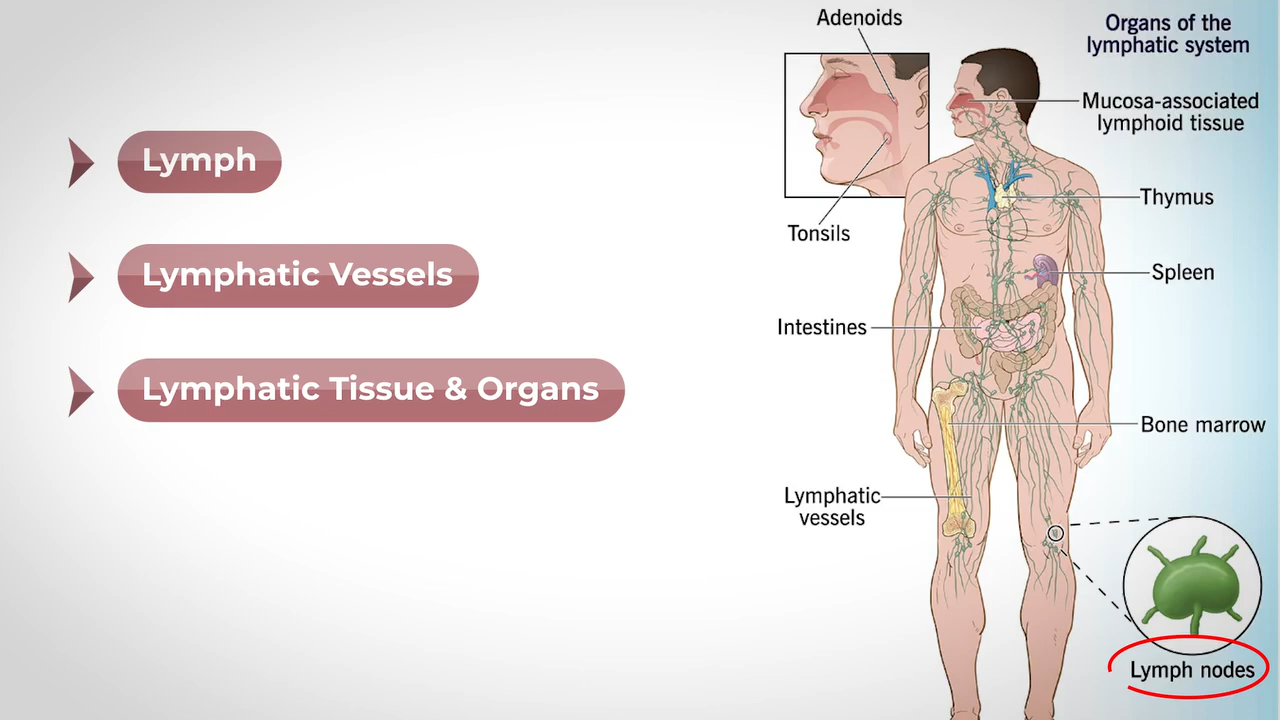 Lymph
Lymphatic Vessels
Lymphatic Tissue & Organs
Adenoids
Organs of the
lymphatic system
Mucosa-associated
lymphoid tissue
Thymus
Tonsils
Spleen
Intestines
Bone marrow
Lymphatic
vessels
Lymph nodes